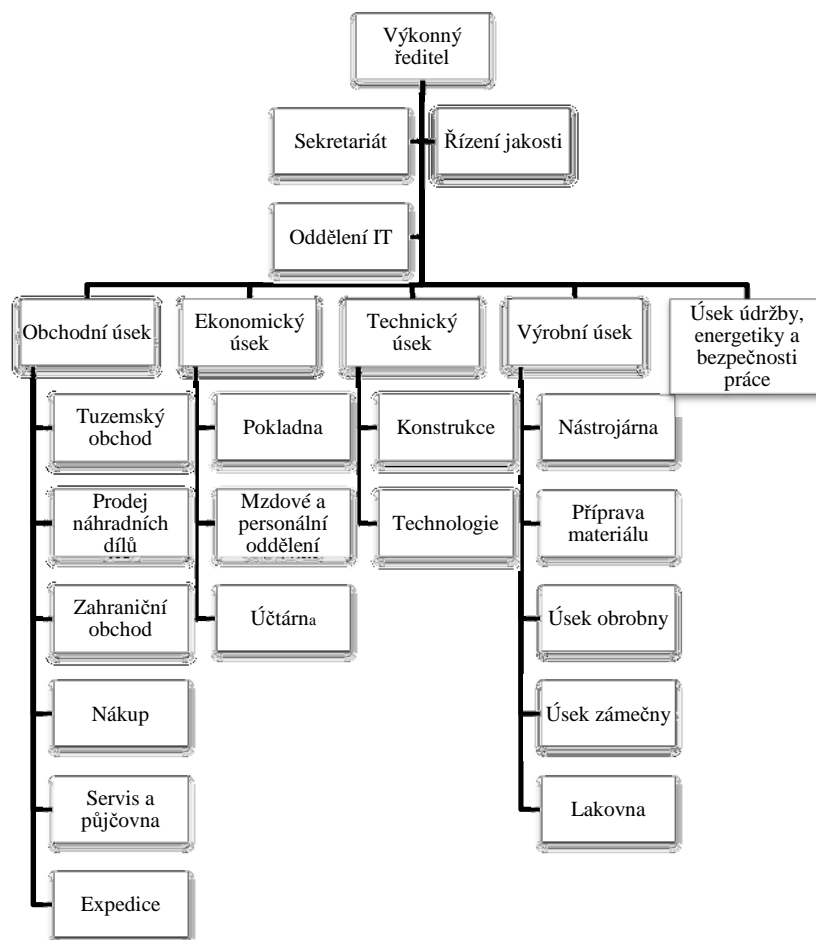 Výkonný
ředitel
Sekretariát
Řízení jakosti
Oddělení IT
Obchodní úsek
Ekonomický
úsek
Technický
úsek
Výrobní úsek
Úsek údržby,
energetiky a
bezpečnosti
práce
Tuzemský
obchod
Prodej
náhradních
dílů
Zahraniční
obchod
Nákup
Servis a
půjčovna
Expedice
Pokladna
Mzdové a
personální
oddělení
Účtárna
Konstrukce
Technologie
Nástrojárna
Příprava
materiálu
Úsek obrobny
Úsek zámečny
Lakovna